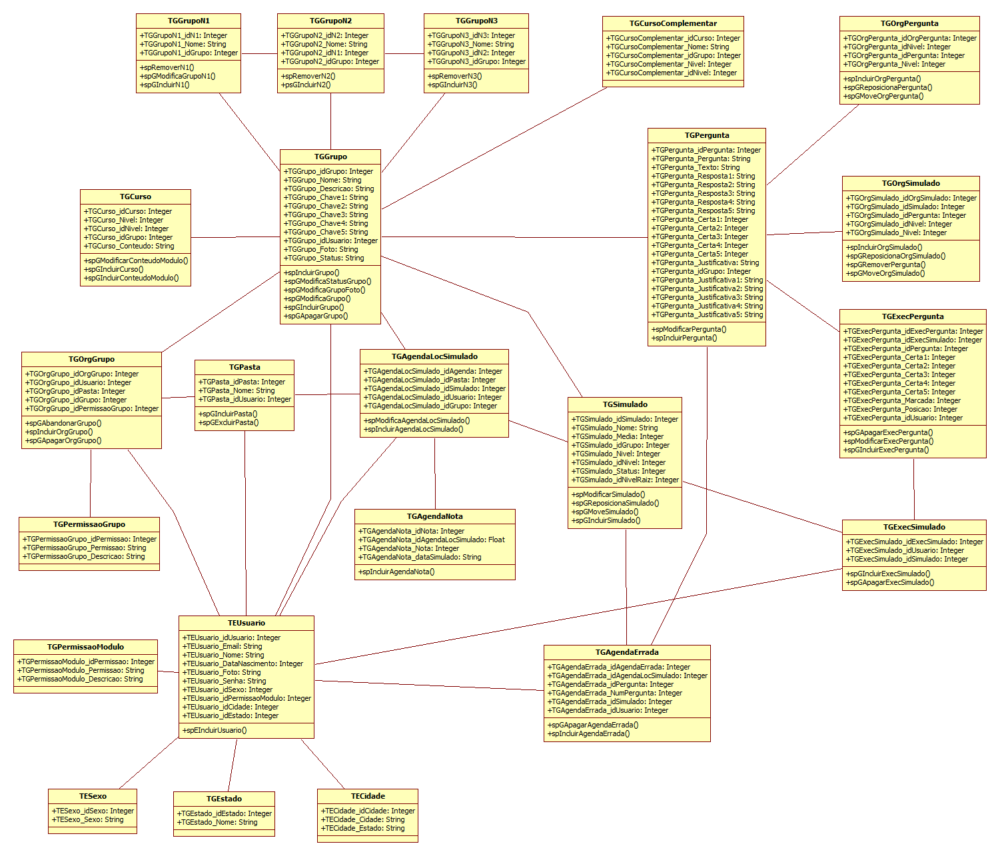 TGGrupoN1
+TGGrupoN1_idN1: Integer
+TGGrupoN1_Nome: String
+TGGrupoN1_idGrupo: Integer
+spRemoverN1()
+spGModificaGrupoN1()
+spGIncluirN1()
TGGrupoN2
+TGGrupoN2_idN2: Integer
+TGGrupoN2_Nome: String
+TGGrupoN2_idN1: Integer
+TGGrupoN2_idGrupo: Integer
+spRemoverN2()
+psGIncluirN2()
TGGrupoN3
+TGGrupoN3_idN3: Integer
+TGGrupoN3_Nome: String
+TGGrupoN3_idN2: Integer
+TGGrupoN3_idGrupo: Integer
+spRemoverN3()
+spGIncluirN3()
TGCursoComplementar
+TGCursoComplementar_idCurso: Integer
+TGCursoComplementar_Nome: String
+TGCursoComplementar_idGrupo: Integer
+TGCursoComplementar_Nivel: Integer
+TGCursoComplementar_idNivel: Integer
TGOrgPergunta
+TGOrgPergunta_idOrgPergunta: Integer
+TGOrgPergunta_idNivel: Integer
+TGOrgPergunta_idPergunta: Integer
+TGOrgPergunta_Nivel: Integer
+spIncluirOrgPergunta()
+spGReposicionaPergunta()
+spGMoveOrgPergunta()
TGPergunta
+TGPergunta_idPergunta: Integer
+TGPergunta_Pergunta: String
+TGPergunta_Texto: String
+TGPergunta_Resposta1: String
+TGPergunta_Resposta2: String
+TGPergunta_Resposta3: String
+TGPergunta_Resposta4: String
+TGPergunta_Resposta5: String
+TGPergunta_Certa1: Integer
+TGPergunta_Certa2: Integer
+TGPergunta_Certa3: Integer
+TGPergunta_Certa4: Integer
+TGPergunta_Certa5: Integer
+TGPergunta_Justificativa: String
+TGPergunta_idGrupo: Integer
+TGPergunta_Justificativa1: String
+TGPergunta_Justificativa2: String
+TGPergunta_Justificativa3: String
+TGPergunta_Justificativa4: String
+TGPergunta_Justificativa5: String
+spModificarPergunta()
+spIncluirPergunta()
TGGrupo
+TGGrupo_idGrupo: Integer
+TGGrupo_Nome: String
+TGGrupo_Descricao: String
+TGGrupo_Chave1: String
+TGGrupo_Chave2: String
+TGGrupo_Chave3: String
+TGGrupo_Chave4: String
+TGGrupo_Chave5: String
+TGGrupo_idUsuario: Integer
+TGGrupo_Foto: String
+TGGrupo_Status: String
+spIncluirGrupo()
+spGModificaStatusGrupo()
+spGModificaGrupoFoto()
+spGModificaGrupo()
+spGIncluirGrupo()
+spGApagarGrupo()
TGCurso
+TGCurso_idCurso: Integer
+TGCurso_Nivel: Integer
+TGCurso_idNivel: Integer
+TGCurso_idGrupo: Integer
+TGCurso_Conteudo: String
+spGModificarConteudoModulo()
+spGIncluirCurso()
+spGIncluirConteudoModulo()
TGOrgSimulado
+TGOrgSimulado_idOrgSimulado: Integer
+TGOrgSimulado_idSimulado: Integer
+TGOrgSimulado_idPergunta: Integer
+TGOrgSimulado_idNivel: Integer
+TGOrgSimulado_Nivel: Integer
+spIncluirOrgSimulado()
+spGReposicionaOrgSimulado()
+spGRemoverPergunta()
+spGMoveOrgSimulado()
TGExecPergunta
+TGExecPergunta_idExecPergunta: Integer
+TGExecPergunta_idExecSimulado: Integer
+TGExecPergunta_idPergunta: Integer
+TGExecPergunta_Certa1: Integer
+TGExecPergunta_Certa2: Integer
+TGExecPergunta_Certa3: Integer
+TGExecPergunta_Certa4: Integer
+TGExecPergunta_Certa5: Integer
+TGExecPergunta_Marcada: Integer
+TGExecPergunta_Posicao: Integer
+TGExecPergunta_idUsuario: Integer
+spGApagarExecPergunta()
+spModificarExecPergunta()
+spGIncluirExecPergunta()
TGOrgGrupo
+TGOrgGrupo_idOrgGrupo: Integer
+TGOrgGrupo_idUsuario: Integer
+TGOrgGrupo_idPasta: Integer
+TGOrgGrupo_idGrupo: Integer
+TGOrgGrupo_idPermissaoGrupo: Integer
+spGAbandonarGrupo()
+spIncluirOrgGrupo()
+spGApagarOrgGrupo()
TGPasta
+TGPasta_idPasta: Integer
+TGPasta_Nome: String
+TGPasta_idUsuario: Integer
+spGIncluirPasta()
+spGExcluirPasta()
TGAgendaLocSimulado
+TGAgendaLocSimulado_idAgenda: Integer
+TGAgendaLocSimulado_idPasta: Integer
+TGAgendaLocSimulado_idSimulado: Integer
+TGAgendaLocSimulado_idUsuario: Integer
+TGAgendaLocSimulado_idGrupo: Integer
+spModificaAgendaLocSimulado()
+spIncluirAgendaLocSimulado()
TGSimulado
+TGSimulado_idSimulado: Integer
+TGSimulado_Nome: String
+TGSimulado_Media: Integer
+TGSimulado_idGrupo: Integer
+TGSimulado_Nivel: Integer
+TGSimulado_idNivel: Integer
+TGSimulado_Status: Integer
+TGSimulado_idNivelRaiz: Integer
+spModificarSimulado()
+spGReposicionaSimulado()
+spGMoveSimulado()
+spGIncluirSimulado()
TGPermissaoGrupo
+TGPermissaoGrupo_idPermissao: Integer
+TGPermissaoGrupo_Permissao: String
+TGPermissaoGrupo_Descricao: String
TGAgendaNota
+TGAgendaNota_idNota: Integer
+TGAgendaNota_idAgendaLocSimulado: Float
+TGAgendaNota_Nota: Integer
+TGAgendaNota_dataSimulado: String
+spIncluirAgendaNota()
TGExecSimulado
+TGExecSimulado_idExecSimulado: Integer
+TGExecSimulado_idUsuario: Integer
+TGExecSimulado_idSimulado: Integer
+spGIncluirExecSimulado()
+spGApagarExecSimulado()
TEUsuario
+TEUsuario_idUsuario: Integer
+TEUsuario_Email: String
+TEUsuario_Nome: String
+TEUsuario_DataNascimento: Integer
+TEUsuario_Foto: String
+TEUsuario_Senha: String
+TEUsuario_idSexo: Integer
+TEUsuario_idPermissaoModulo: Integer
+TEUsuario_idCidade: Integer
+TEUsuario_idEstado: Integer
+spEIncluirUsuario()
TGPermissaoModulo
+TGPermissaoModulo_idPermissao: Integer
+TGPermissaoModulo_Permissao: String
+TGPermissaoModulo_Descricao: String
TGAgendaErrada
+TGAgendaErrada_idAgendaErrada: Integer
+TGAgendaErrada_idAgendaLocSimulado: Integer
+TGAgendaErrada_idPergunta: Integer
+TGAgendaErrada_NumPergunta: Integer
+TGAgendaErrada_idSimulado: Integer
+TGAgendaErrada_idUsuario: Integer
+spGApagarAgendaErrada()
+spIncluirAgendaErrada()
TESexo
+TESexo_idSexo: Integer
+TESexo_Sexo: String
TGEstado
+TGEstado_idEstado: Integer
+TGEstado_Nome: String
TECidade
+TECidade_idCidade: Integer
+TECidade_Cidade: String
+TECidade_Estado: String